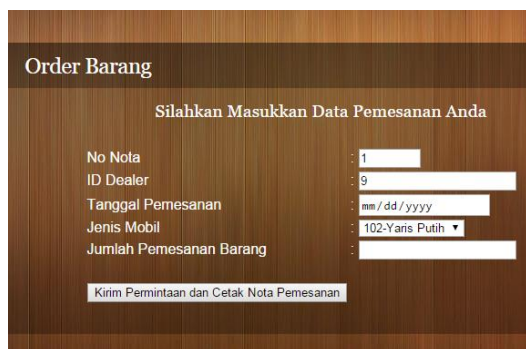 Order Barang
Silahkan Masukkan Data Pemesanan Anda
No Nota : 1
ID Dealer : 9
Tanggal Pemesanan : mm/dd/yyyy
Jenis Mobil : 102-Yaris Putih
Jumlah Pemesanan Barang :
Kirim Permintaan dan Cetak Nota Pemesanan